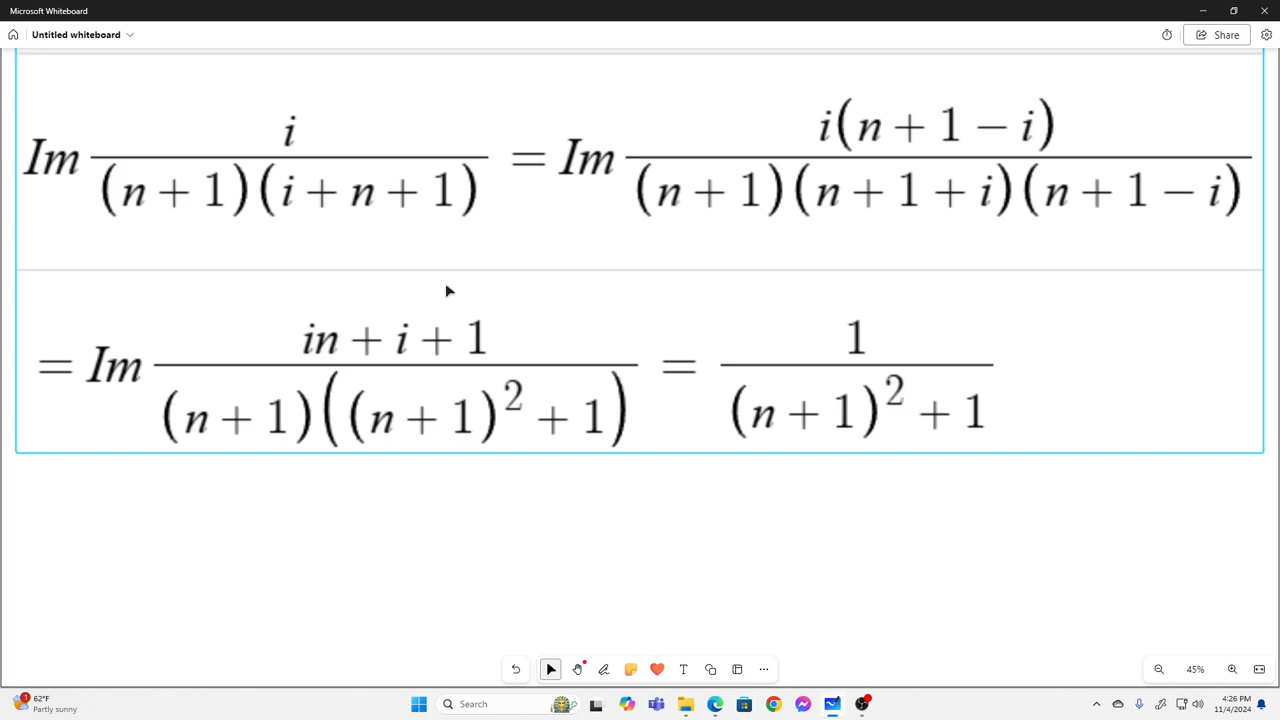 Microsoft Whiteboard
Untitled whiteboard
Share
Im i/((n + 1)(i + n + 1)) = Im i(n + 1 − i)/((n + 1)(n + 1 + i)(n + 1 − i))
= Im (in + i + 1)/((n + 1)((n + 1)² + 1)) = 1/((n + 1)² + 1)
45%
1
62°F
Partly sunny
Search
4:26 PM
11/4/2024